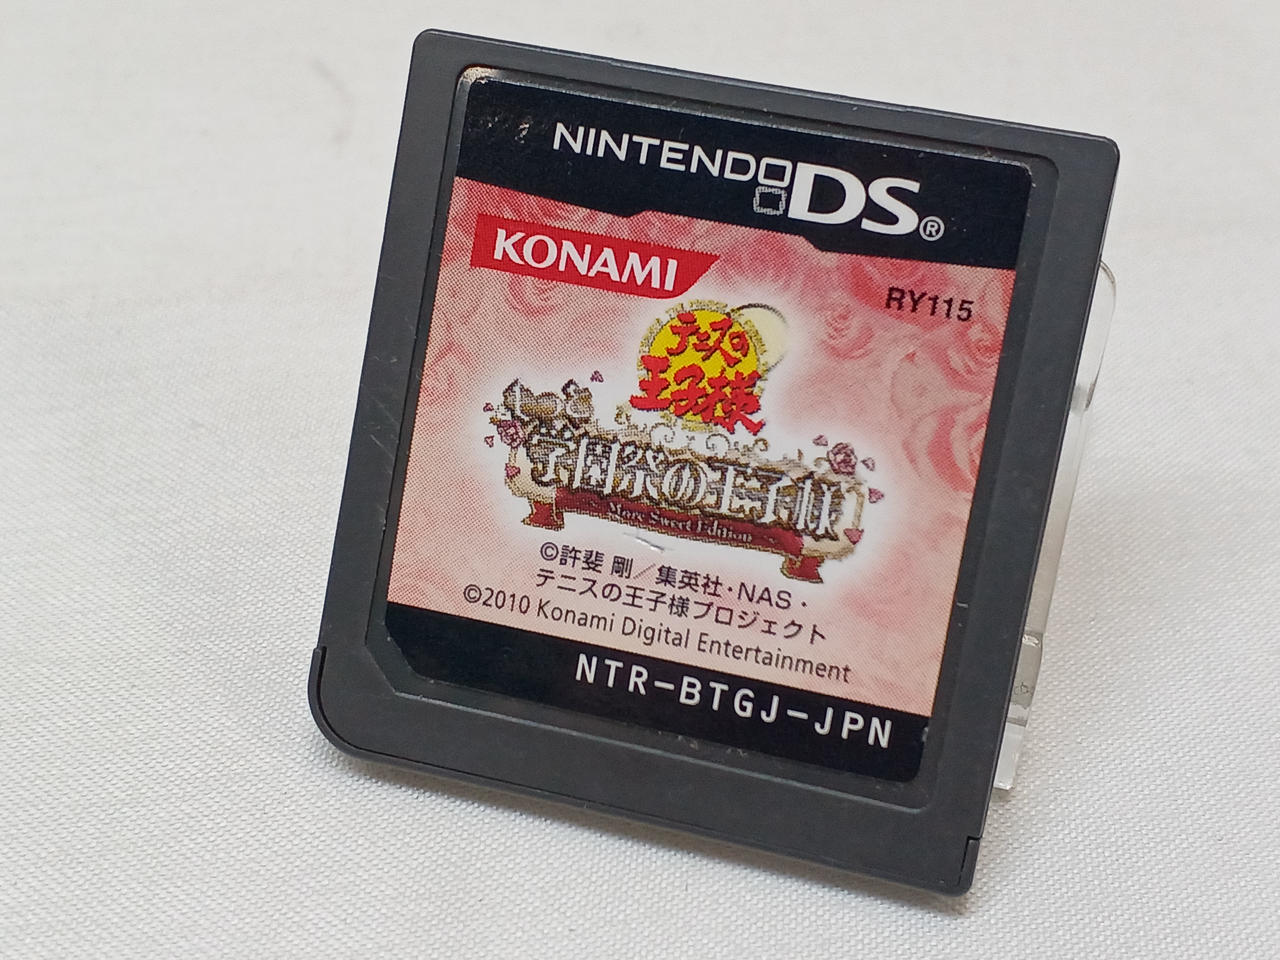 NINTENDO DS®
KONAMI
RY115
テニスの
王子様
学園祭の王子様
More Sweet Edition
©許斐 剛／集英社・NAS・
テニスの王子様プロジェクト
©2010 Konami Digital Entertainment
NTR-BTGJ-JPN